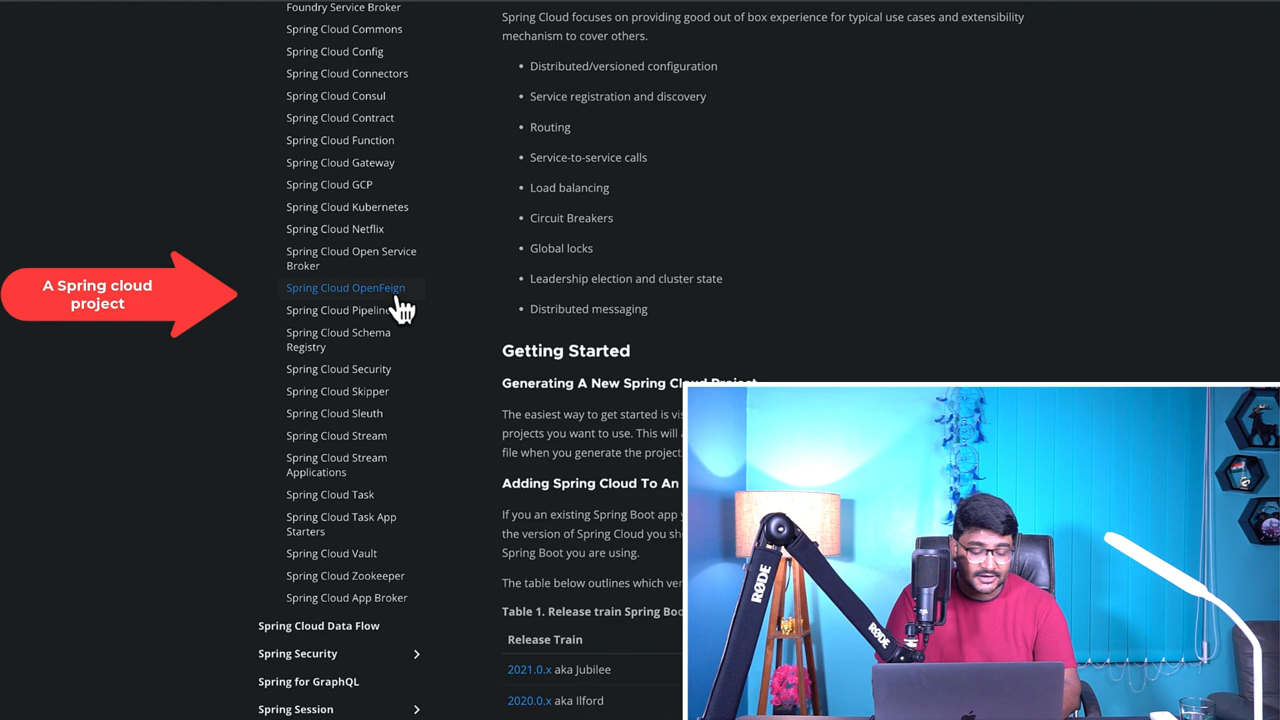 Foundry Service Broker
Spring Cloud Commons
Spring Cloud Config
Spring Cloud Connectors
Spring Cloud Consul
Spring Cloud Contract
Spring Cloud Function
Spring Cloud Gateway
Spring Cloud GCP
Spring Cloud Kubernetes
Spring Cloud Netflix
Spring Cloud Open Service
Broker
Spring Cloud OpenFeign
Spring Cloud Pipeline
Spring Cloud Schema
Registry
Spring Cloud Security
Spring Cloud Skipper
Spring Cloud Sleuth
Spring Cloud Stream
Spring Cloud Stream
Applications
Spring Cloud Task
Spring Cloud Task App
Starters
Spring Cloud Vault
Spring Cloud Zookeeper
Spring Cloud App Broker
Spring Cloud Data Flow
Spring Security
Spring for GraphQL
Spring Session
A Spring cloud
project
Spring Cloud focuses on providing good out of box experience for typical use cases and extensibility
mechanism to cover others.
• Distributed/versioned configuration
• Service registration and discovery
• Routing
• Service-to-service calls
• Load balancing
• Circuit Breakers
• Global locks
• Leadership election and cluster state
• Distributed messaging
Getting Started
Generating A New Spring Cloud Project
The easiest way to get started is vis
projects you want to use. This will a
file when you generate the project.
Adding Spring Cloud To An
If you an existing Spring Boot app y
the version of Spring Cloud you sh
Spring Boot you are using.
The table below outlines which ver
Table 1. Release train Spring Boo
Release Train
2021.0.x aka Jubilee
2020.0.x aka Ilford
RØDE
RØDE